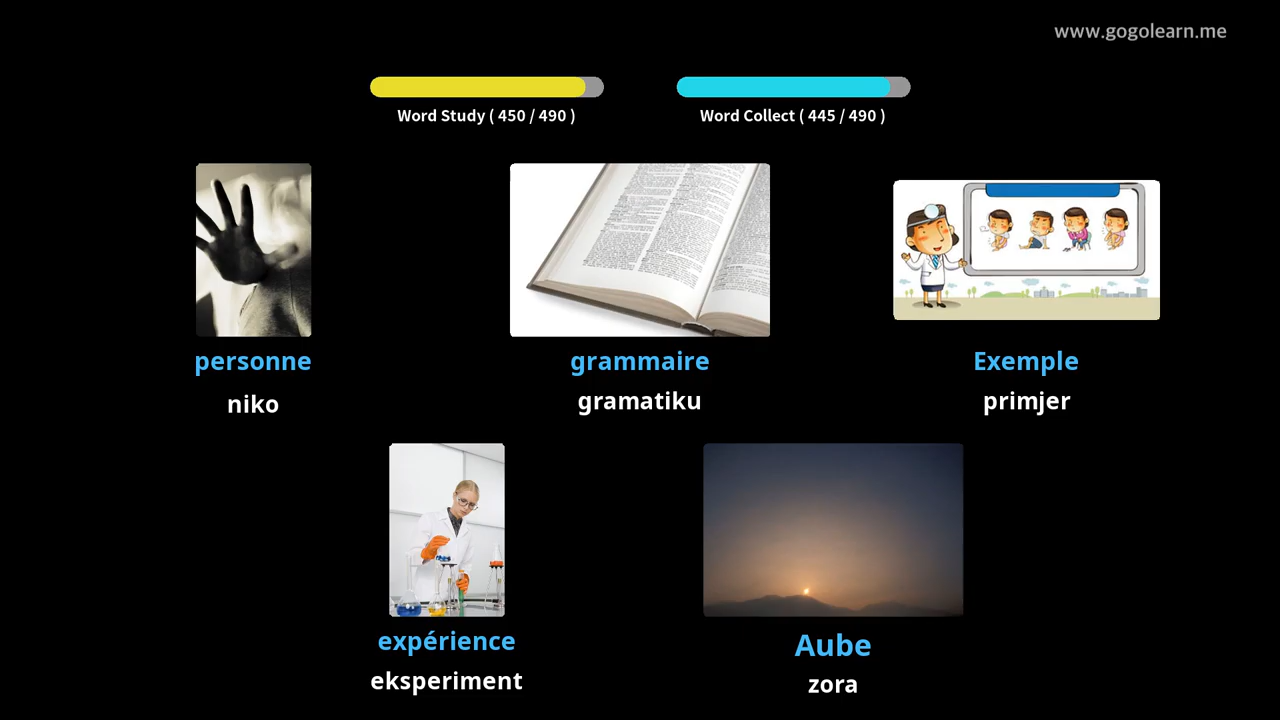 www.gogolearn.me
Word Study ( 450 / 490 )
Word Collect ( 445 / 490 )
personne
niko
grammaire
gramatiku
Exemple
primjer
expérience
eksperiment
Aube
zora